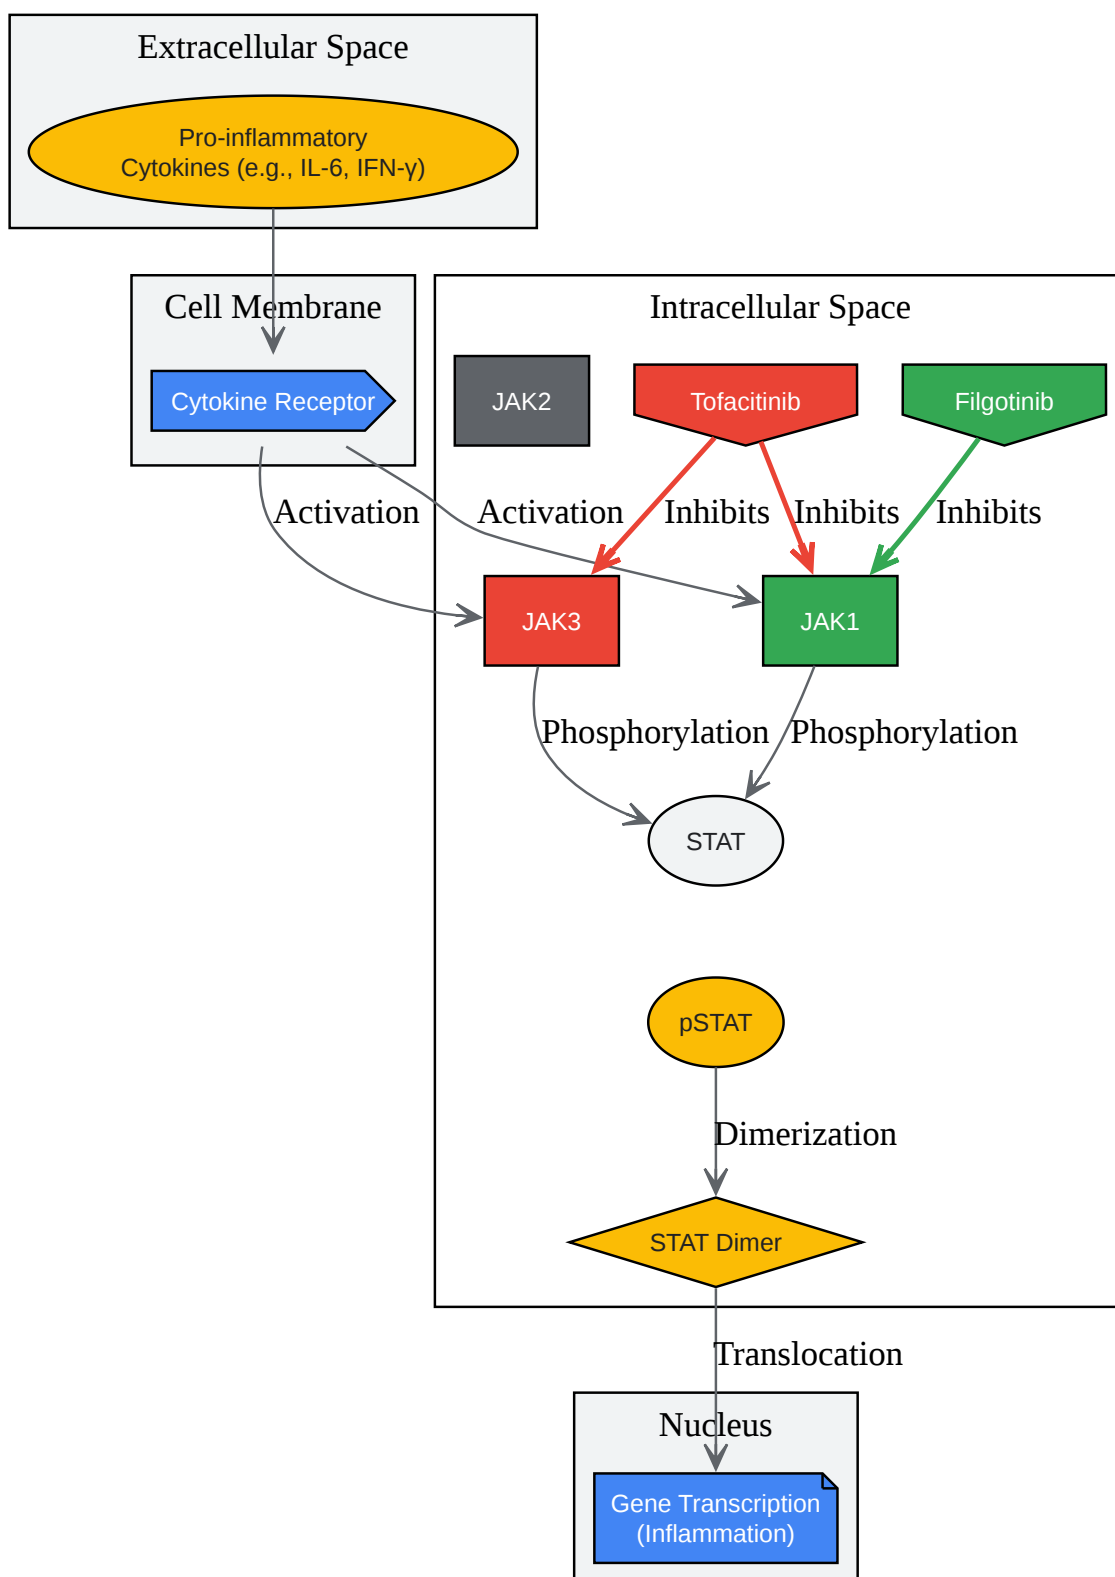 Extracellular Space
Pro-inflammatory
Cytokines (e.g., IL-6, IFN-γ)
Cell Membrane
Intracellular Space
Cytokine Receptor
JAK2
Tofacitinib
Filgotinib
Activation
Activation
Inhibits
Inhibits
Inhibits
JAK3
JAK1
Phosphorylation
Phosphorylation
STAT
pSTAT
Dimerization
STAT Dimer
Translocation
Nucleus
Gene Transcription
(Inflammation)